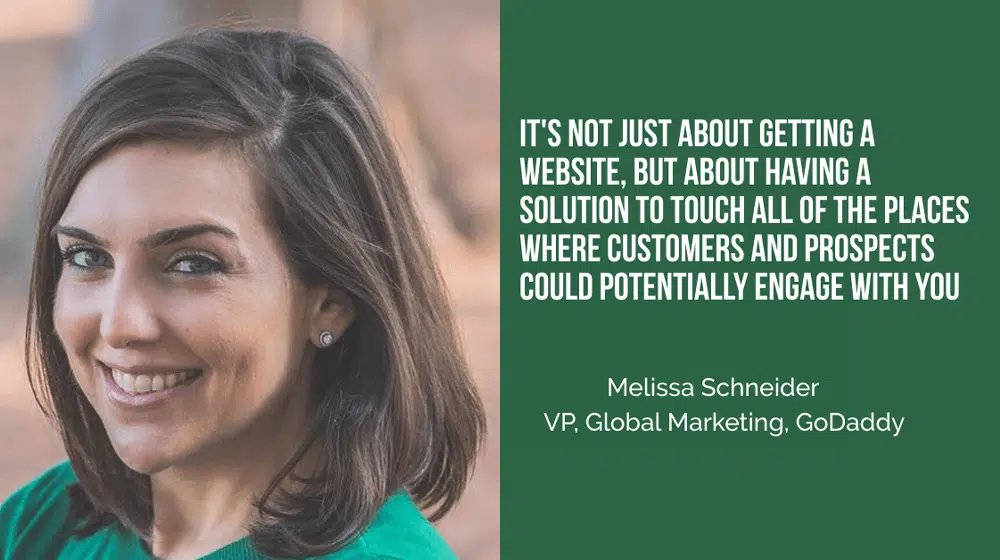 IT'S NOT JUST ABOUT GETTING A
WEBSITE, BUT ABOUT HAVING A
SOLUTION TO TOUCH ALL OF THE PLACES
WHERE CUSTOMERS AND PROSPECTS
COULD POTENTIALLY ENGAGE WITH YOU
Melissa Schneider
VP, Global Marketing, GoDaddy